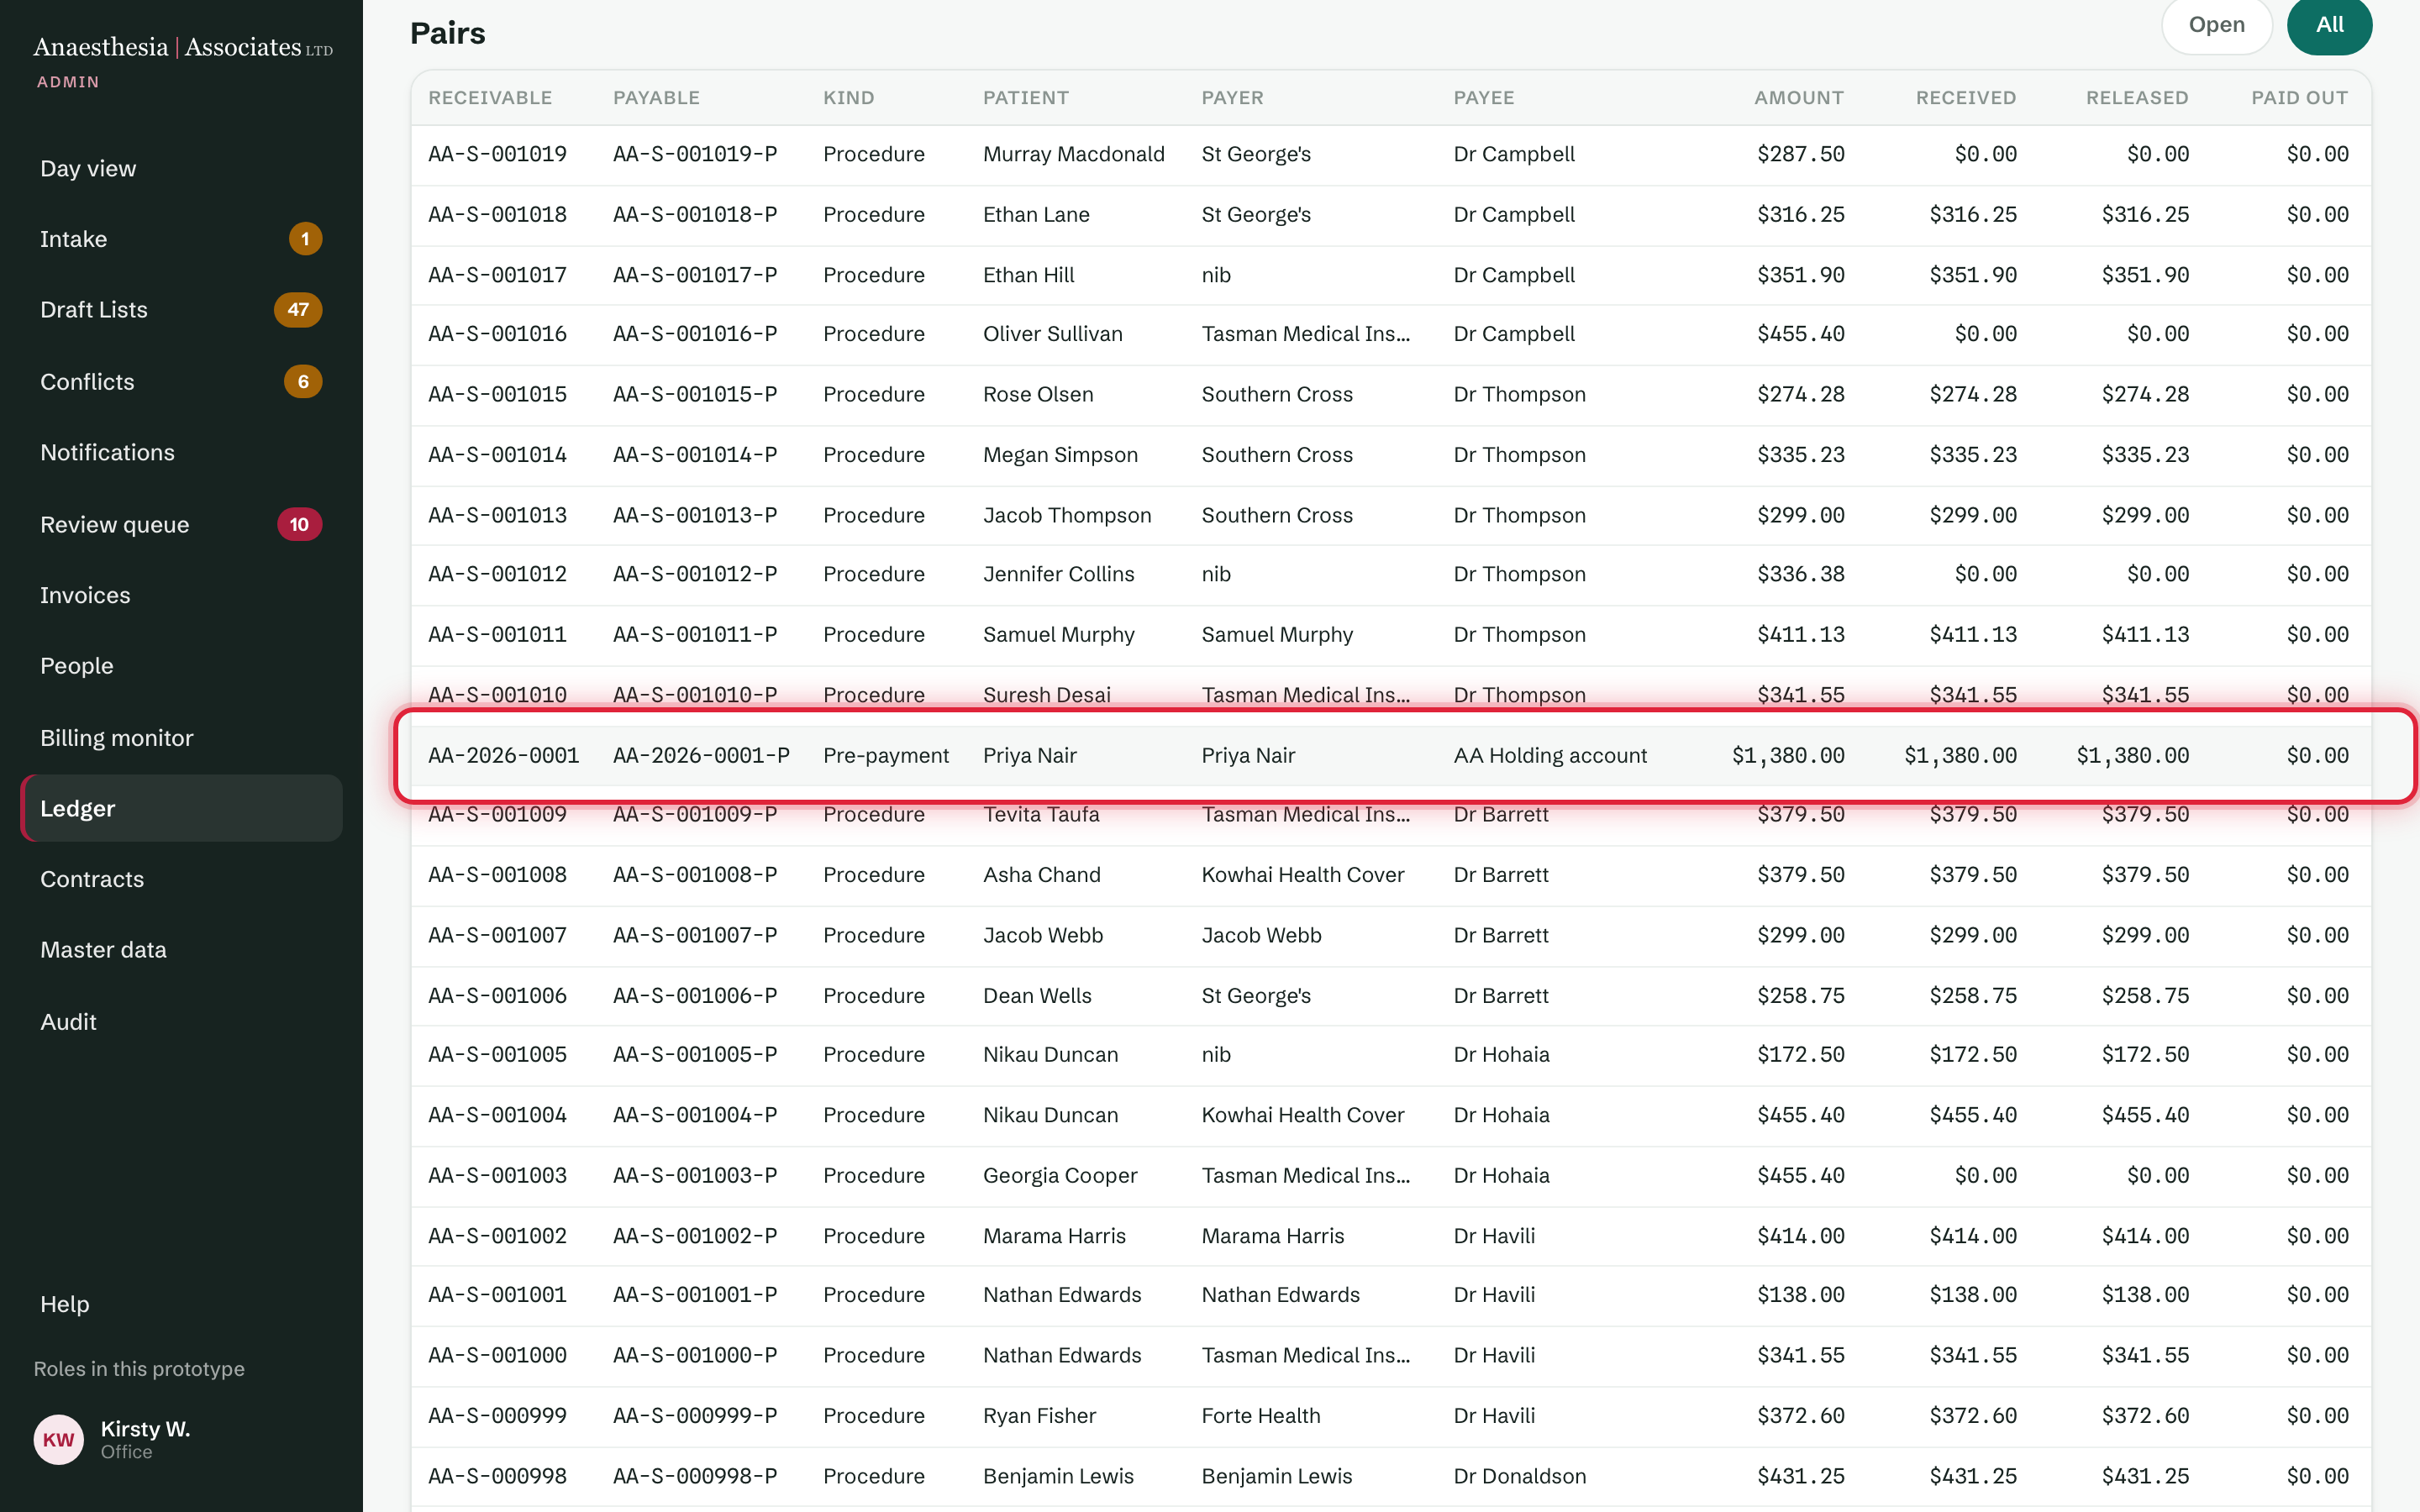 Anaesthesia | Associates LTD
ADMIN
Day view
Intake 1
Draft Lists 47
Conflicts 6
Notifications
Review queue 10
Invoices
People
Billing monitor
Ledger
Contracts
Master data
Audit
Help
Roles in this prototype
KW Kirsty W.
Office
Pairs Open All
RECEIVABLE PAYABLE KIND PATIENT PAYER PAYEE AMOUNT RECEIVED RELEASED PAID OUT
AA-S-001019 AA-S-001019-P Procedure Murray Macdonald St George's Dr Campbell $287.50 $0.00 $0.00 $0.00
AA-S-001018 AA-S-001018-P Procedure Ethan Lane St George's Dr Campbell $316.25 $316.25 $316.25 $0.00
AA-S-001017 AA-S-001017-P Procedure Ethan Hill nib Dr Campbell $351.90 $351.90 $351.90 $0.00
AA-S-001016 AA-S-001016-P Procedure Oliver Sullivan Tasman Medical Ins... Dr Campbell $455.40 $0.00 $0.00 $0.00
AA-S-001015 AA-S-001015-P Procedure Rose Olsen Southern Cross Dr Thompson $274.28 $274.28 $274.28 $0.00
AA-S-001014 AA-S-001014-P Procedure Megan Simpson Southern Cross Dr Thompson $335.23 $335.23 $335.23 $0.00
AA-S-001013 AA-S-001013-P Procedure Jacob Thompson Southern Cross Dr Thompson $299.00 $299.00 $299.00 $0.00
AA-S-001012 AA-S-001012-P Procedure Jennifer Collins nib Dr Thompson $336.38 $0.00 $0.00 $0.00
AA-S-001011 AA-S-001011-P Procedure Samuel Murphy Samuel Murphy Dr Thompson $411.13 $411.13 $411.13 $0.00
AA-S-001010 AA-S-001010-P Procedure Suresh Desai Tasman Medical Ins... Dr Thompson $341.55 $341.55 $341.55 $0.00
AA-2026-0001 AA-2026-0001-P Pre-payment Priya Nair Priya Nair AA Holding account $1,380.00 $1,380.00 $1,380.00 $0.00
AA-S-001009 AA-S-001009-P Procedure Tevita Taufa Tasman Medical Ins... Dr Barrett $379.50 $379.50 $379.50 $0.00
AA-S-001008 AA-S-001008-P Procedure Asha Chand Kowhai Health Cover Dr Barrett $379.50 $379.50 $379.50 $0.00
AA-S-001007 AA-S-001007-P Procedure Jacob Webb Jacob Webb Dr Barrett $299.00 $299.00 $299.00 $0.00
AA-S-001006 AA-S-001006-P Procedure Dean Wells St George's Dr Barrett $258.75 $258.75 $258.75 $0.00
AA-S-001005 AA-S-001005-P Procedure Nikau Duncan nib Dr Hohaia $172.50 $172.50 $172.50 $0.00
AA-S-001004 AA-S-001004-P Procedure Nikau Duncan Kowhai Health Cover Dr Hohaia $455.40 $455.40 $455.40 $0.00
AA-S-001003 AA-S-001003-P Procedure Georgia Cooper Tasman Medical Ins... Dr Hohaia $455.40 $0.00 $0.00 $0.00
AA-S-001002 AA-S-001002-P Procedure Marama Harris Marama Harris Dr Havili $414.00 $414.00 $414.00 $0.00
AA-S-001001 AA-S-001001-P Procedure Nathan Edwards Nathan Edwards Dr Havili $138.00 $138.00 $138.00 $0.00
AA-S-001000 AA-S-001000-P Procedure Nathan Edwards Tasman Medical Ins... Dr Havili $341.55 $341.55 $341.55 $0.00
AA-S-000999 AA-S-000999-P Procedure Ryan Fisher Forte Health Dr Havili $372.60 $372.60 $372.60 $0.00
AA-S-000998 AA-S-000998-P Procedure Benjamin Lewis Benjamin Lewis Dr Donaldson $431.25 $431.25 $431.25 $0.00